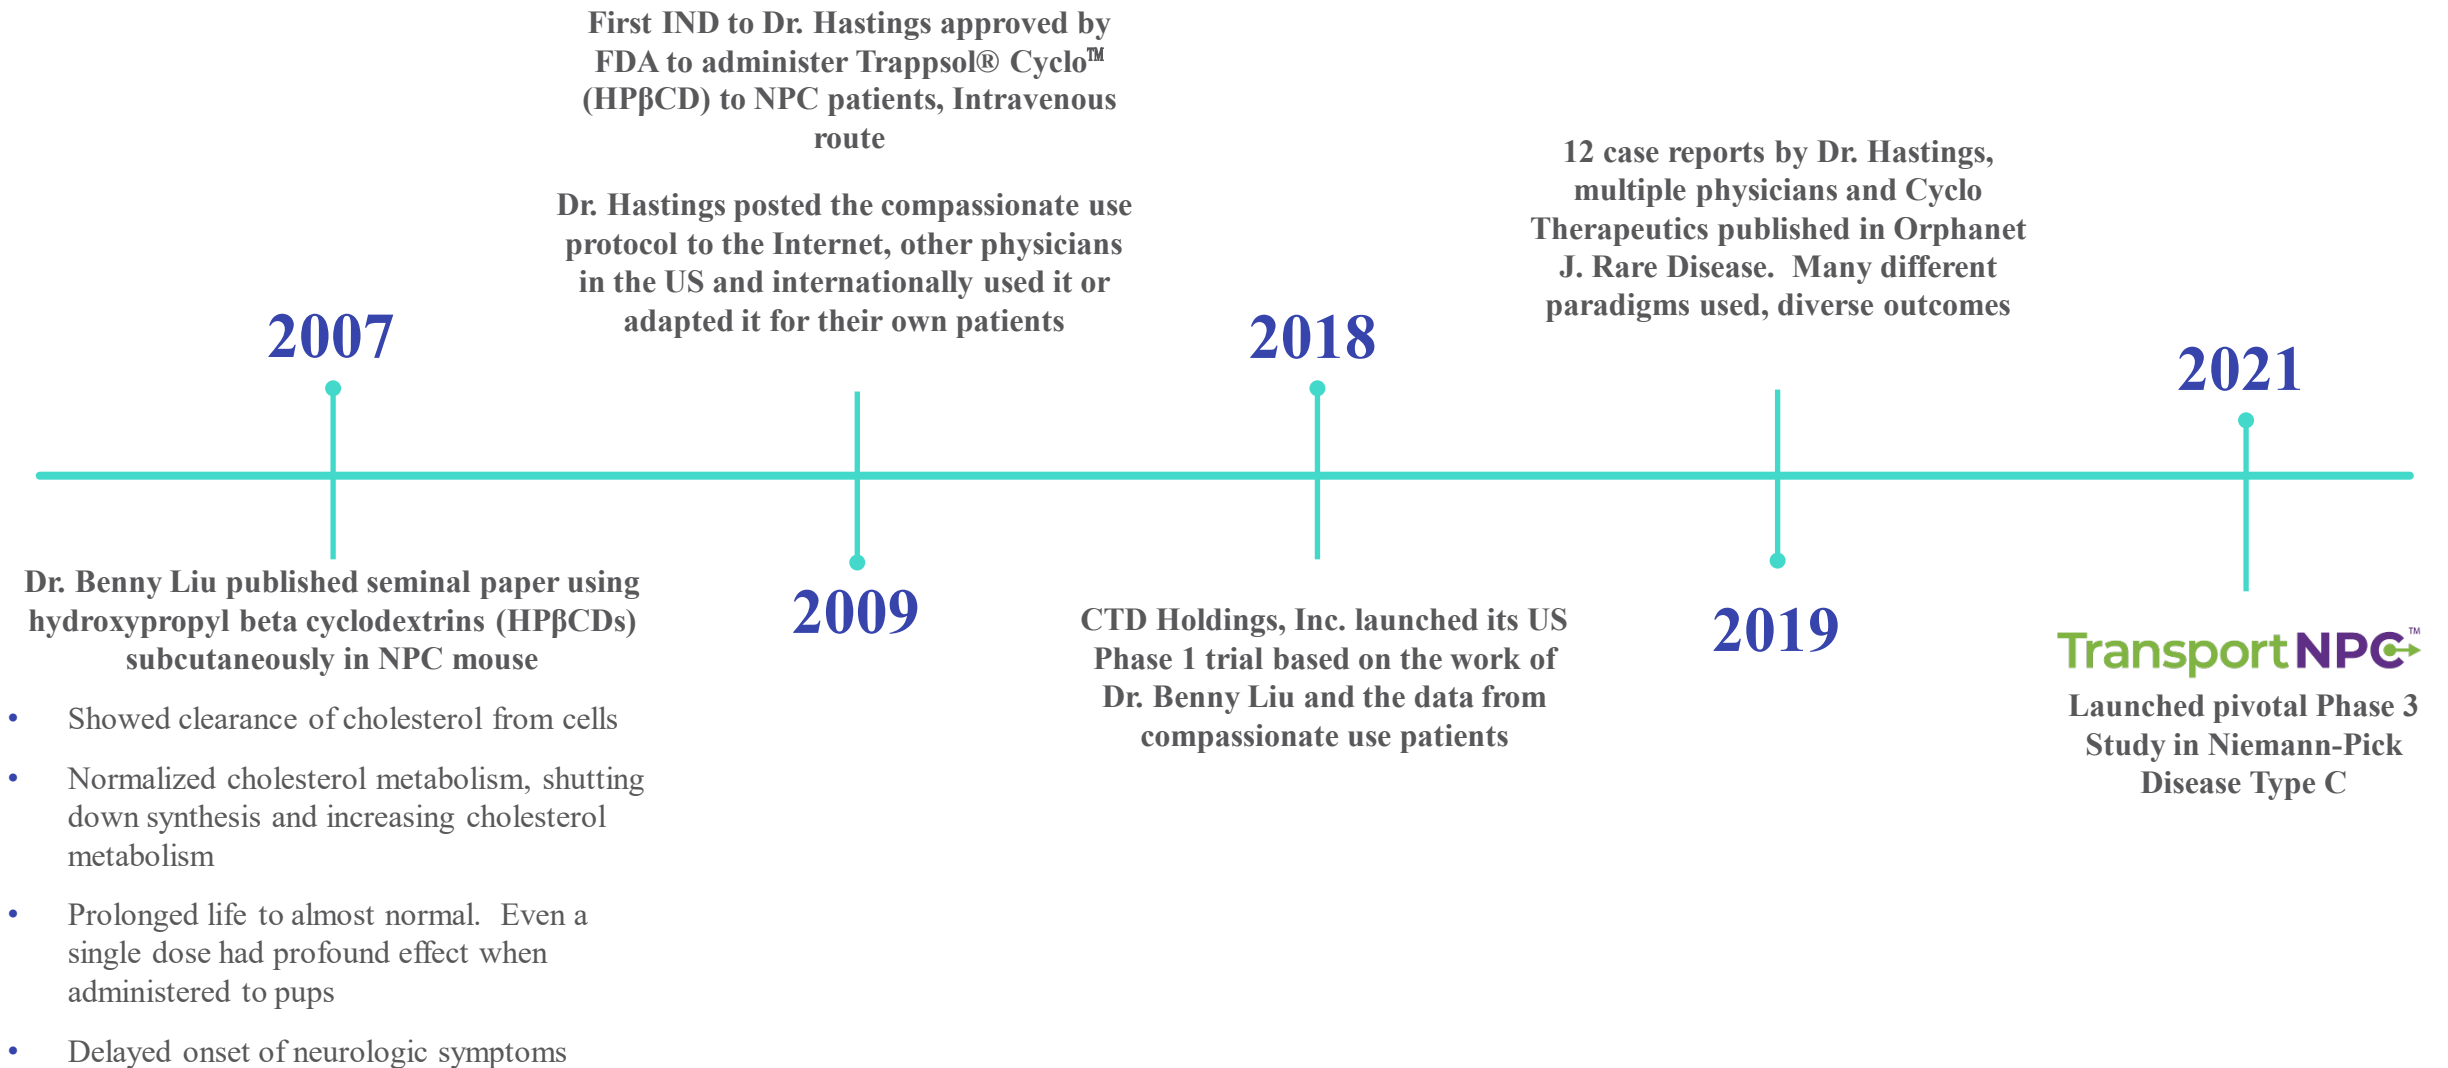 2007
Dr. Benny Liu published seminal paper using
hydroxypropyl beta cyclodextrins (HPβCDs)
subcutaneously in NPC mouse
• Showed clearance of cholesterol from cells
• Normalized cholesterol metabolism, shutting
down synthesis and increasing cholesterol
metabolism
• Prolonged life to almost normal.  Even a
single dose had profound effect when
administered to pups
• Delayed onset of neurologic symptoms
First IND to Dr. Hastings approved by
FDA to administer Trappsol® Cyclo™
(HPβCD) to NPC patients, Intravenous
route
Dr. Hastings posted the compassionate use
protocol to the Internet, other physicians
in the US and internationally used it or
adapted it for their own patients
2009
2018
CTD Holdings, Inc. launched its US
Phase 1 trial based on the work of
Dr. Benny Liu and the data from
compassionate use patients
12 case reports by Dr. Hastings,
multiple physicians and Cyclo
Therapeutics published in Orphanet
J. Rare Disease.  Many different
paradigms used, diverse outcomes
2019
2021
Transport NPC™
Launched pivotal Phase 3
Study in Niemann-Pick
Disease Type C